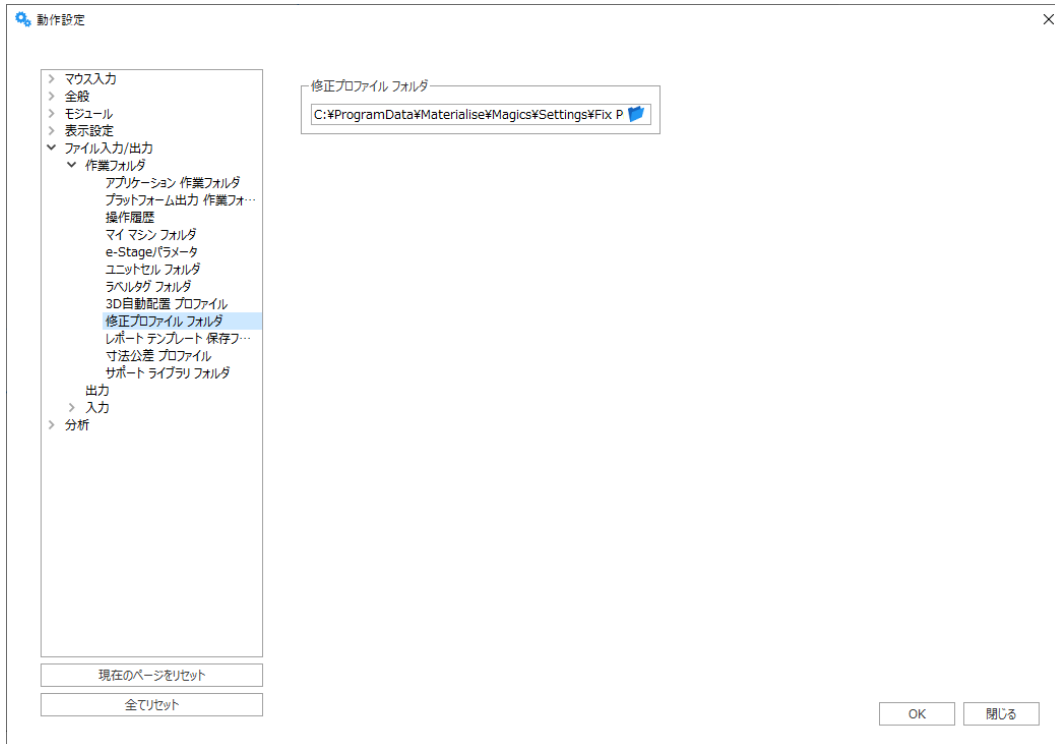 動作設定
マウス入力
全般
モジュール
表示設定
ファイル入力/出力
作業フォルダ
アプリケーション 作業フォルダ
プラットフォーム出力 作業フォ…
操作履歴
マイ マシン フォルダ
e-Stageパラメータ
ユニットセル フォルダ
ラベルタグ フォルダ
3D自動配置 プロファイル
修正プロファイル フォルダ
レポート テンプレート 保存フ…
寸法公差 プロファイル
サポート ライブラリ フォルダ
出力
入力
分析
修正プロファイル フォルダ
C:¥ProgramData¥Materialise¥Magics¥Settings¥Fix P
現在のページをリセット
全てリセット
OK
閉じる